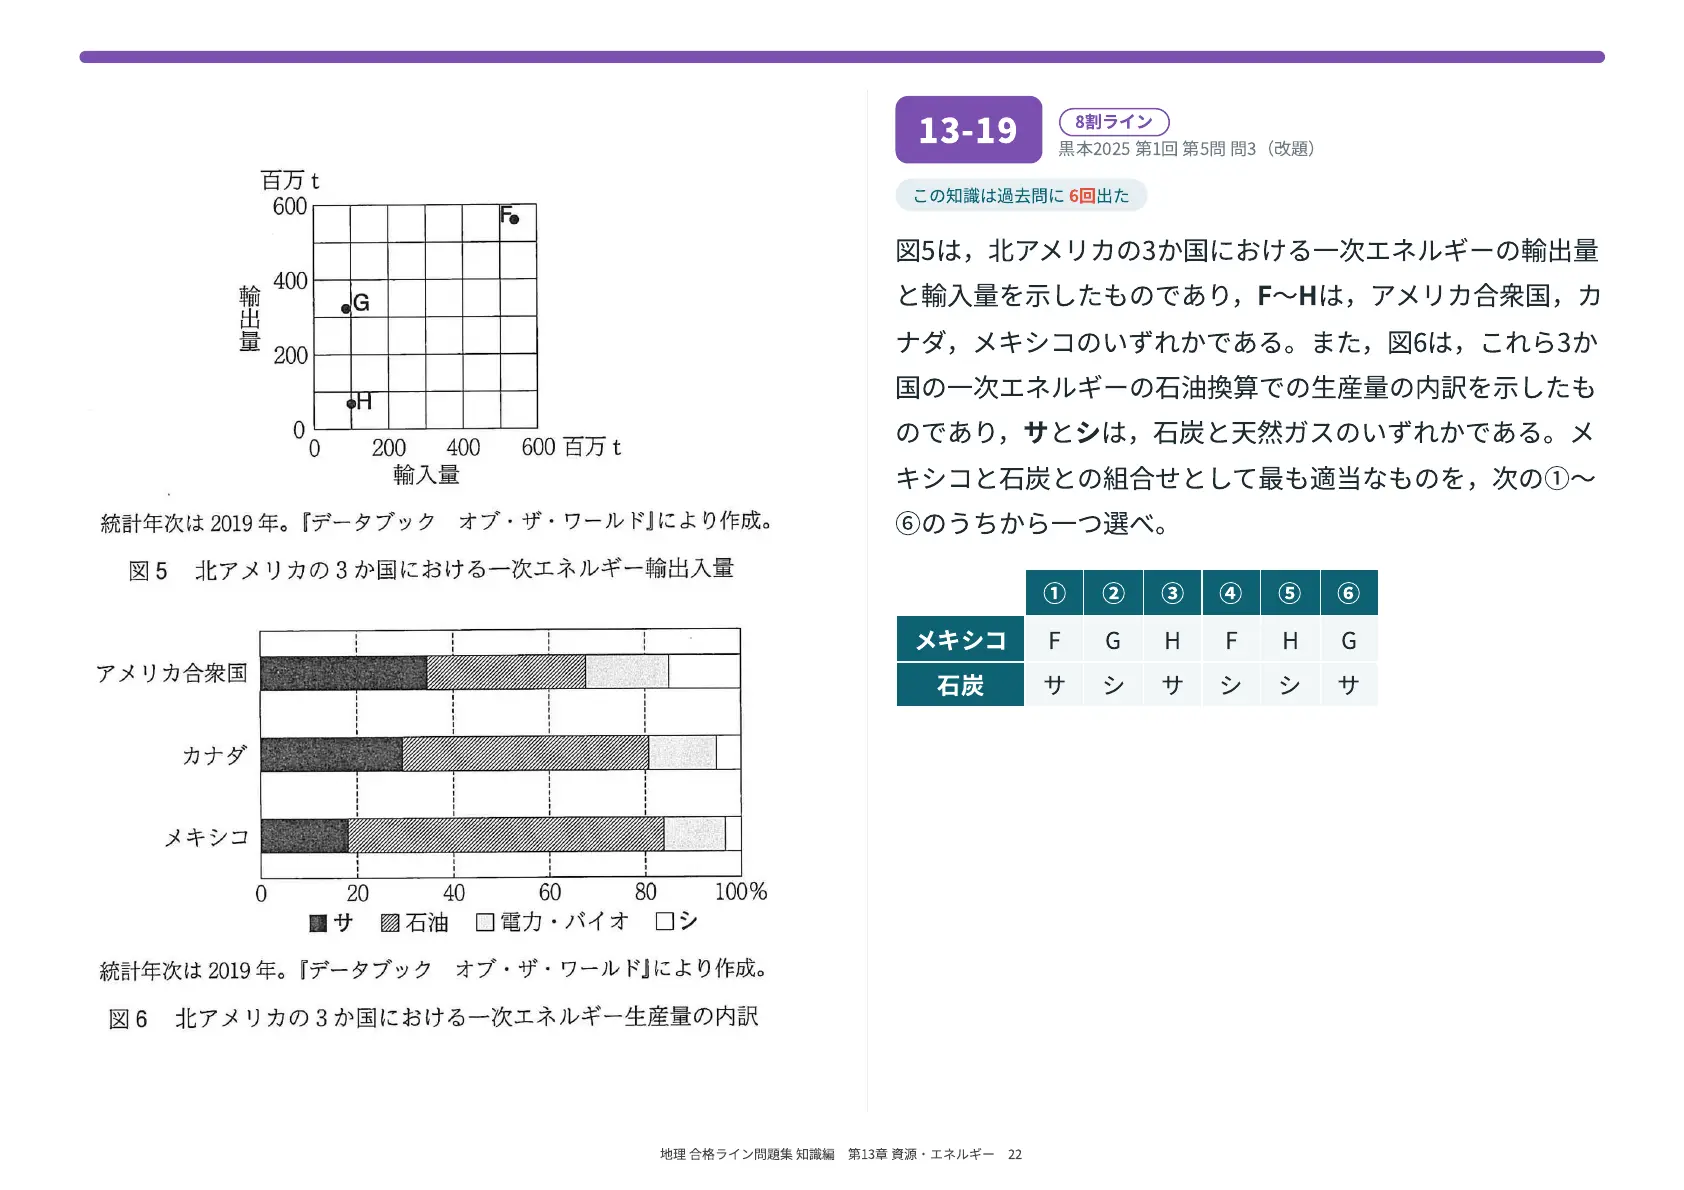 百万 t
600
400
200
0
輸出量
F
G
H
0 200 400 600 百万 t
輸入量
統計年次は 2019 年。『データブック　オブ・ザ・ワールド』により作成。
図 5　北アメリカの 3 か国における一次エネルギー輸出入量
アメリカ合衆国
カナダ
メキシコ
0 20 40 60 80 100%
サ 石油 電力・バイオ シ
統計年次は 2019 年。『データブック　オブ・ザ・ワールド』により作成。
図 6　北アメリカの 3 か国における一次エネルギー生産量の内訳
13-19
8割ライン
黒本2025 第1回 第5問 問3（改題）
この知識は過去問に 6回出た
図5は，北アメリカの3か国における一次エネルギーの輸出量
と輸入量を示したものであり，F～Hは，アメリカ合衆国，カ
ナダ，メキシコのいずれかである。また，図6は，これら3か
国の一次エネルギーの石油換算での生産量の内訳を示したも
のであり，サとシは，石炭と天然ガスのいずれかである。メ
キシコと石炭との組合せとして最も適当なものを，次の①～
⑥のうちから一つ選べ。
① ② ③ ④ ⑤ ⑥
メキシコ F G H F H G
石炭 サ シ サ シ シ サ
地理 合格ライン問題集 知識編　第13章 資源・エネルギー　22